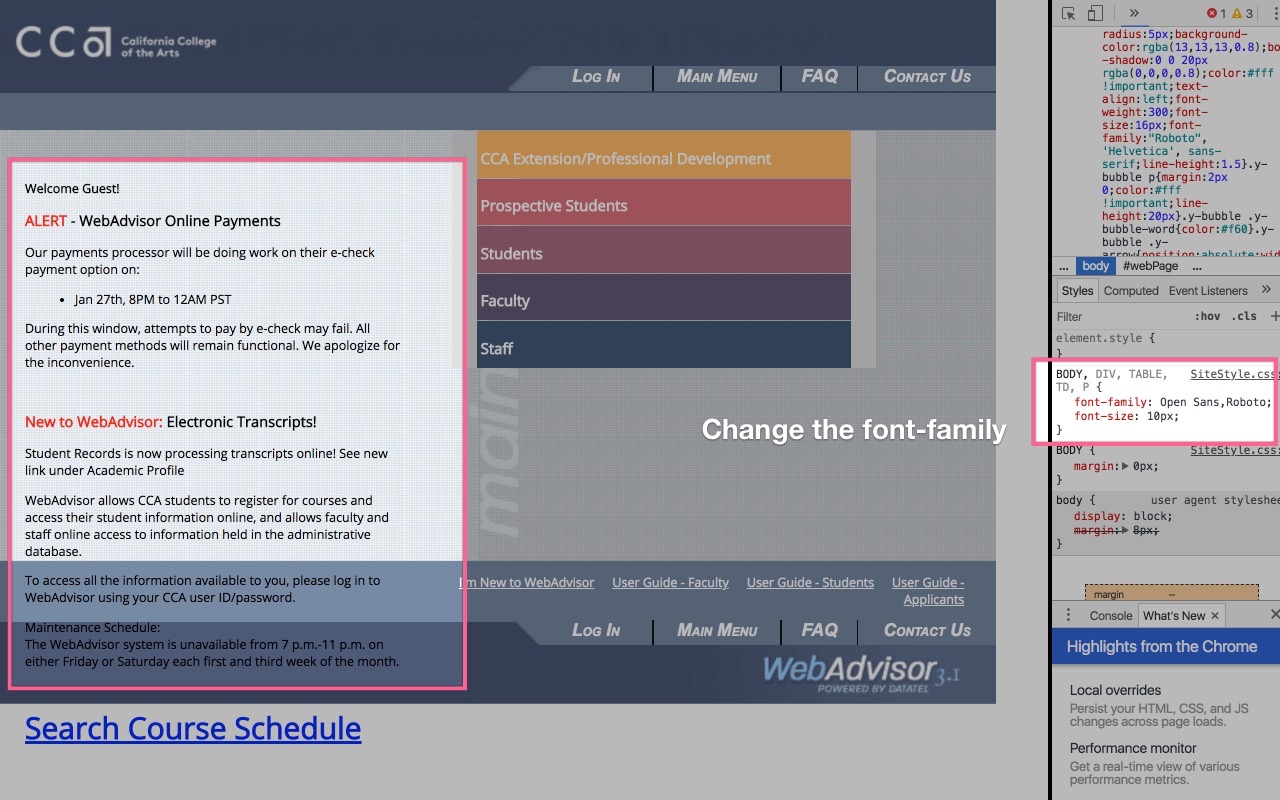 CCa California College
of the Arts
Log In Main Menu FAQ Contact Us
CCA Extension/Professional Development
Prospective Students
Students
Faculty
Staff
main
Welcome Guest!
ALERT - WebAdvisor Online Payments
Our payments processor will be doing work on their e-check
payment option on:
• Jan 27th, 8PM to 12AM PST
During this window, attempts to pay by e-check may fail. All
other payment methods will remain functional. We apologize for
the inconvenience.
New to WebAdvisor: Electronic Transcripts!
Student Records is now processing transcripts online! See new
link under Academic Profile
WebAdvisor allows CCA students to register for courses and
access their student information online, and allows faculty and
staff online access to information held in the administrative
database.
To access all the information available to you, please log in to
WebAdvisor using your CCA user ID/password.
Maintenance Schedule:
The WebAdvisor system is unavailable from 7 p.m.-11 p.m. on
either Friday or Saturday each first and third week of the month.
I'm New to WebAdvisor User Guide - Faculty User Guide - Students User Guide -
Applicants
Log In Main Menu FAQ Contact Us
WebAdvisor 3.1
POWERED BY DATATEL
Search Course Schedule
Change the font-family
1 3
radius:5px;background-
color:rgba(13,13,13,0.8);bo
-shadow:0 0 20px
rgba(0,0,0,0.8);color:#fff
!important;text-
align:left;font-
weight:300;font-
size:16px;font-
family:"Roboto",
'Helvetica', sans-
serif;line-height:1.5}.y-
bubble p{margin:2px
0;color:#fff
!important;line-
height:20px}.y-bubble .y-
bubble-word{color:#f60}.y-
bubble .y-
arrow{position:absolute;wid
... body #webPage ...
Styles Computed Event Listeners »
Filter :hov .cls +
element.style {
}
BODY, DIV, TABLE, SiteStyle.css:
TD, P {
font-family: Open Sans,Roboto;
font-size: 10px;
}
BODY { SiteStyle.css:
margin: 0px;
}
body { user agent styleshee
display: block;
margin: 8px;
}
margin –
Console What's New ×
Highlights from the Chrome
Local overrides
Persist your HTML, CSS, and JS
changes across page loads.
Performance monitor
Get a real-time view of various
performance metrics.